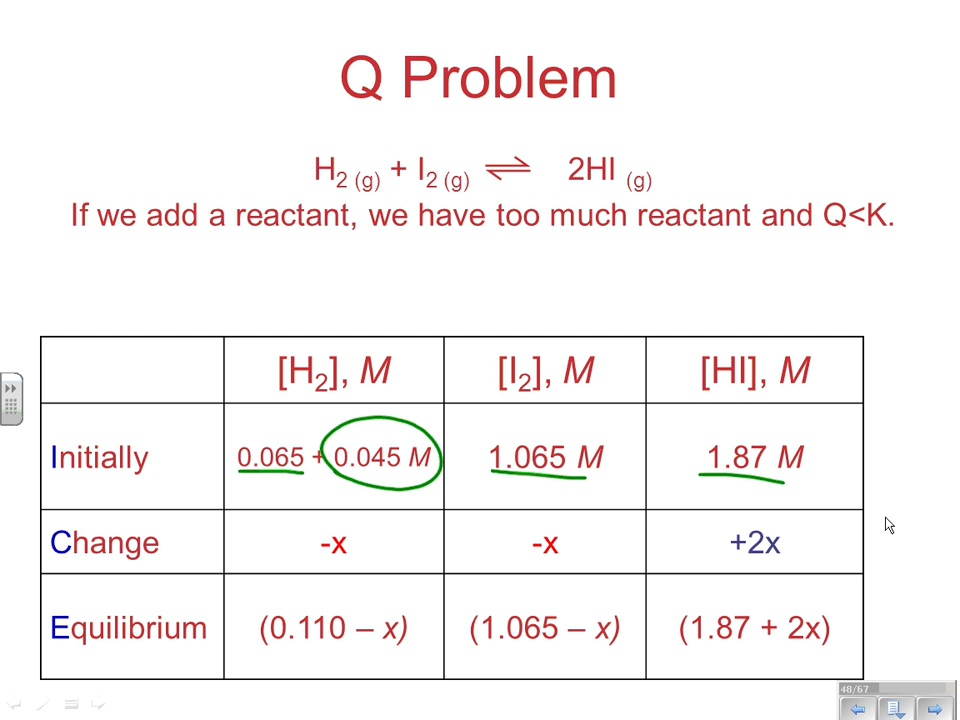 Q Problem
H₂ (g) + I₂ (g) ⇌ 2HI (g)
If we add a reactant, we have too much reactant and Q<K.
[H₂], M [I₂], M [HI], M
Initially 0.065 + 0.045 M 1.065 M 1.87 M
Change -x -x +2x
Equilibrium (0.110 – x) (1.065 – x) (1.87 + 2x)
48/67